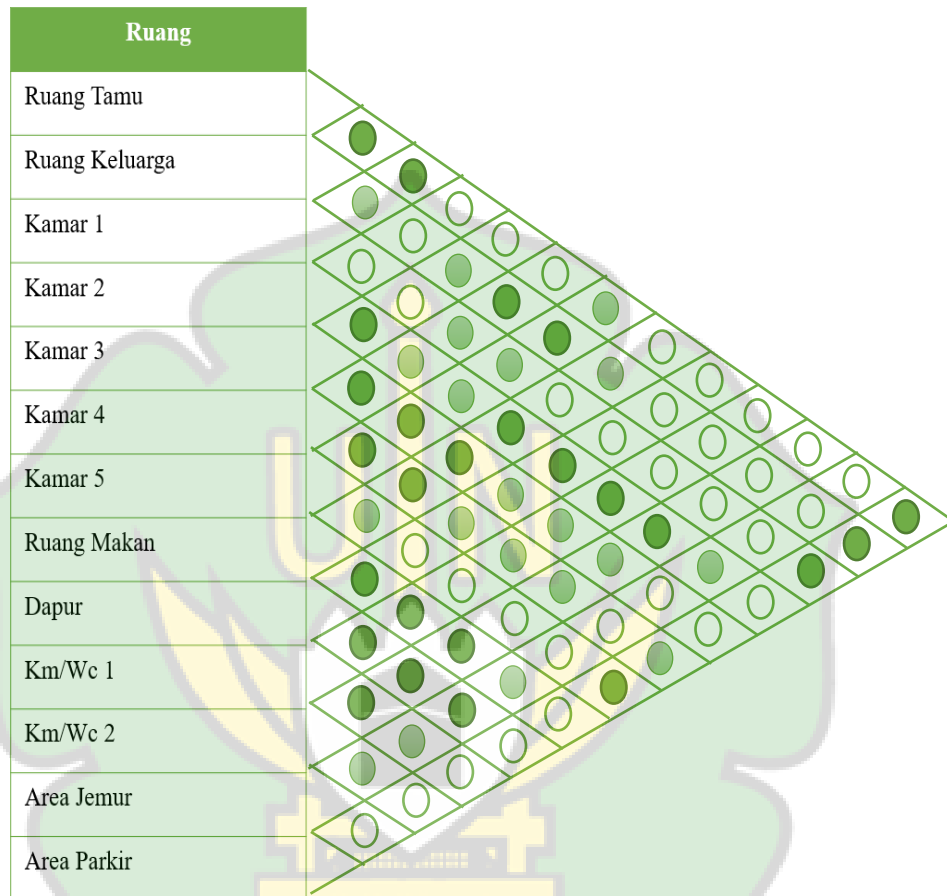 Ruang
Ruang Tamu
Ruang Keluarga
Kamar 1
Kamar 2
Kamar 3
Kamar 4
Kamar 5
Ruang Makan
Dapur
Km/Wc 1
Km/Wc 2
Area Jemur
Area Parkir
UIN